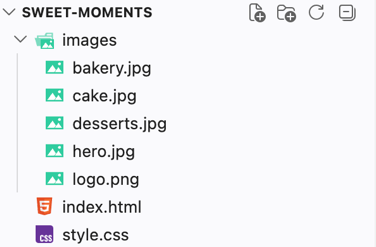 SWEET-MOMENTS
images
bakery.jpg
cake.jpg
desserts.jpg
hero.jpg
logo.png
index.html
style.css